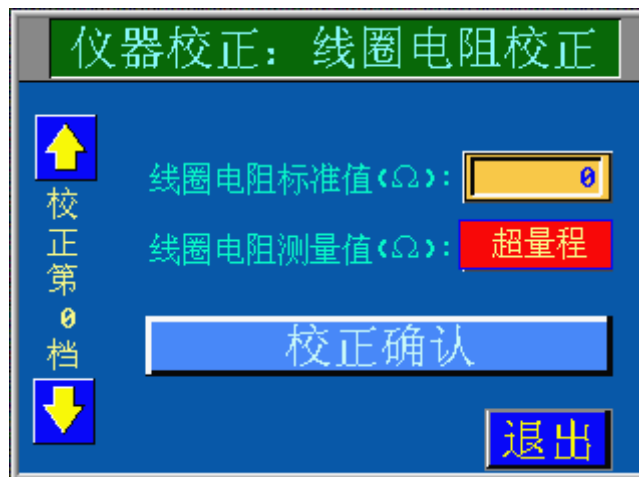 仪器校正：线圈电阻校正
线圈电阻标准值(Ω)：0
线圈电阻测量值(Ω)：超量程
校正第0档
校正确认
退出